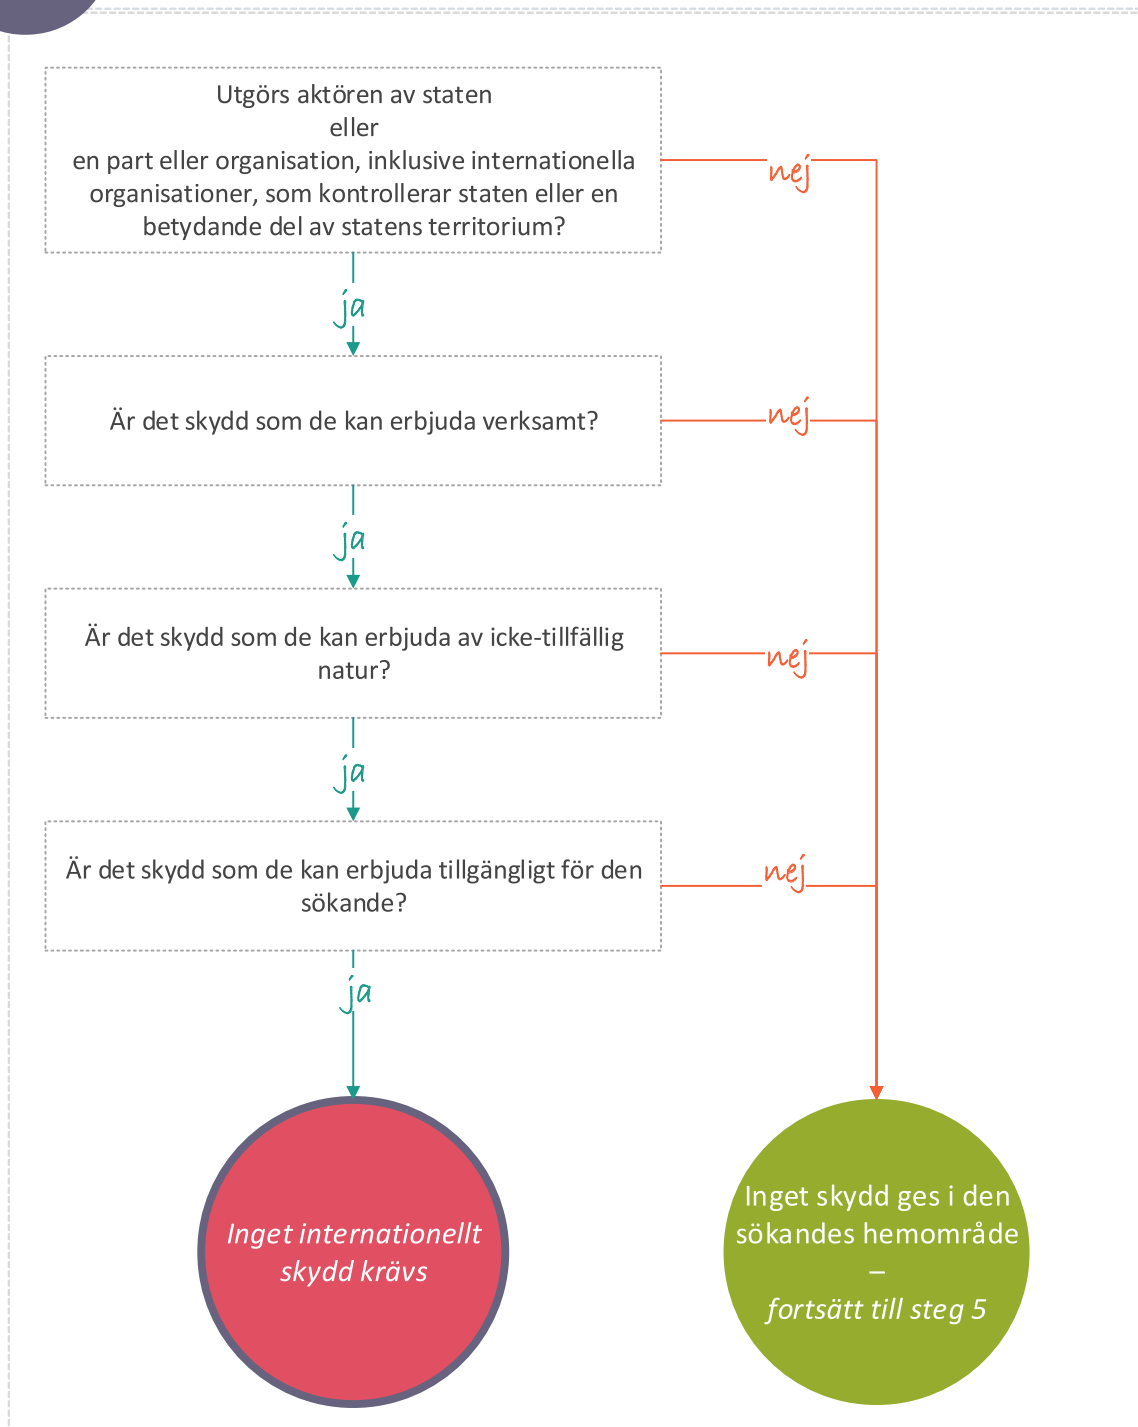 Utgörs aktören av staten
eller
en part eller organisation, inklusive internationella
organisationer, som kontrollerar staten eller en
betydande del av statens territorium?
nej
ja
Är det skydd som de kan erbjuda verksamt?
nej
ja
Är det skydd som de kan erbjuda av icke-tillfällig
natur?
nej
ja
Är det skydd som de kan erbjuda tillgängligt för den
sökande?
nej
ja
Inget internationellt
skydd krävs
Inget skydd ges i den
sökandes hemområde
–
fortsätt till steg 5